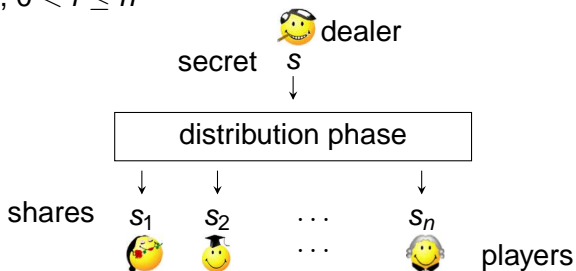 , 0 < r ≤ n
dealer
secret s
distribution phase
shares s₁ s₂ ... sₙ
...
players